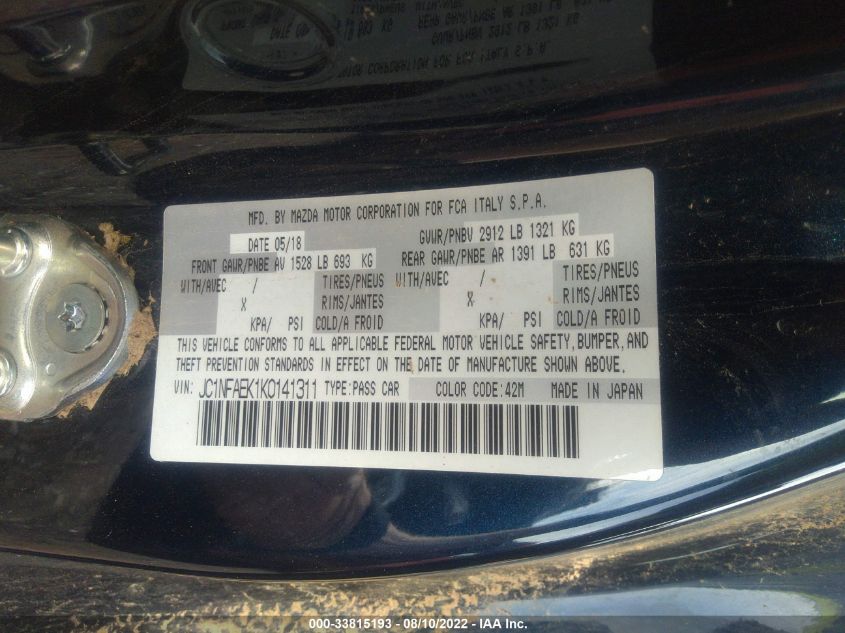 MFD. BY MAZDA MOTOR CORPORATION FOR FCA ITALY S.P.A.
DATE 05/18 GVWR/PNBV 2912 LB 1321 KG
FRONT GAWR/PNBE AV 1528 LB 693 KG REAR GAWR/PNBE AR 1391 LB 631 KG
WITH/AVEC / TIRES/PNEUS WITH/AVEC / TIRES/PNEUS
X RIMS/JANTES X RIMS/JANTES
KPA/ PSI COLD/A FROID KPA/ PSI COLD/A FROID
THIS VEHICLE CONFORMS TO ALL APPLICABLE FEDERAL MOTOR VEHICLE SAFETY, BUMPER, AND
THEFT PREVENTION STANDARDS IN EFFECT ON THE DATE OF MANUFACTURE SHOWN ABOVE.
VIN: JC1NFAEK1K0141311 TYPE:PASS CAR COLOR CODE:42M MADE IN JAPAN
000-33815193 - 08/10/2022 - IAA Inc.